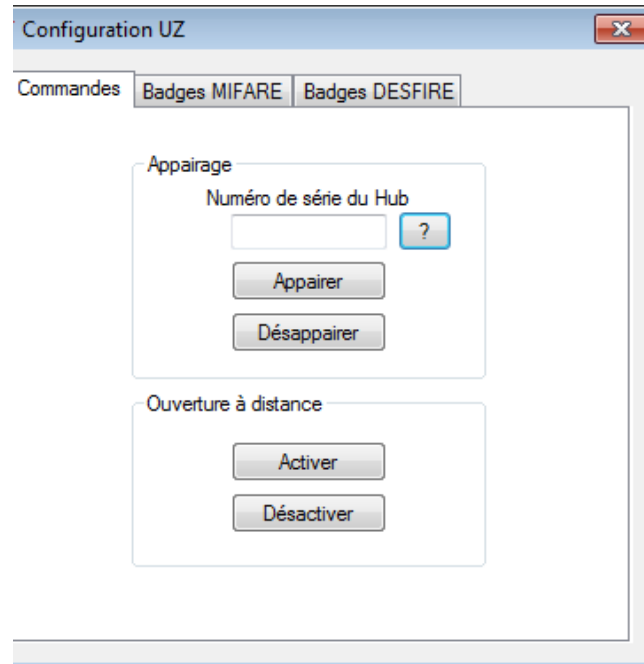 Configuration UZ
Commandes Badges MIFARE Badges DESFIRE
Appairage
Numéro de série du Hub
?
Appairer
Désappairer
Ouverture à distance
Activer
Désactiver